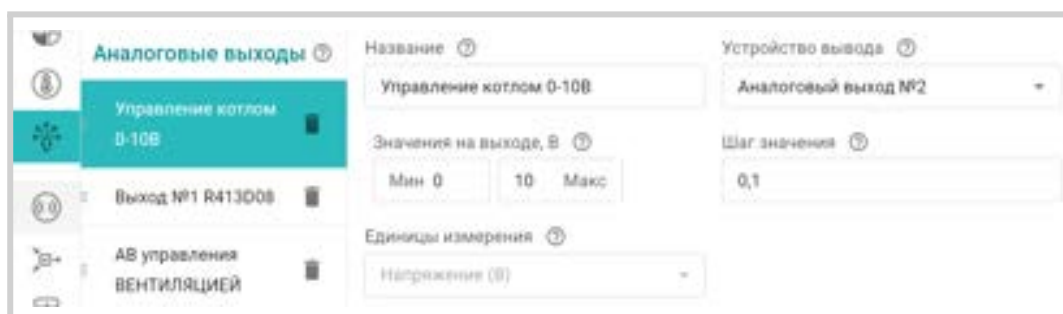 Аналоговые выходы
Управление котлом
0-10В
Выход №1 R413D08
АВ управления
ВЕНТИЛЯЦИЕЙ
Название
Управление котлом 0-10В
Устройство вывода
Аналоговый выход №2
Значения на выходе, В
Мин 0
10 Макс
Шаг значения
0,1
Единицы измерения
Напряжение (В)